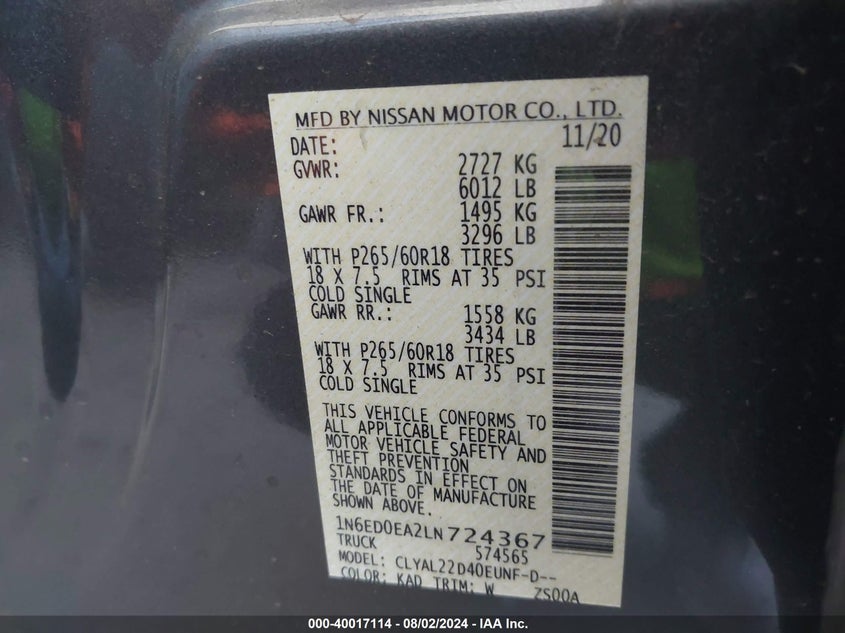 MFD BY NISSAN MOTOR CO., LTD.
DATE: 11/20
GVWR: 2727 KG
6012 LB
GAWR FR.: 1495 KG
3296 LB
WITH P265/60R18 TIRES
18 X 7.5 RIMS AT 35 PSI
COLD SINGLE
GAWR RR.: 1558 KG
3434 LB
WITH P265/60R18 TIRES
18 X 7.5 RIMS AT 35 PSI
COLD SINGLE
THIS VEHICLE CONFORMS TO
ALL APPLICABLE FEDERAL
MOTOR VEHICLE SAFETY AND
THEFT PREVENTION
STANDARDS IN EFFECT ON
THE DATE OF MANUFACTURE
SHOWN ABOVE.
1N6ED0EA2LN724367
TRUCK 574565
MODEL: CLYAL22D40EUNF-D--
COLOR: KAD TRIM: W ZS00A
000-40017114 - 08/02/2024 - IAA Inc.